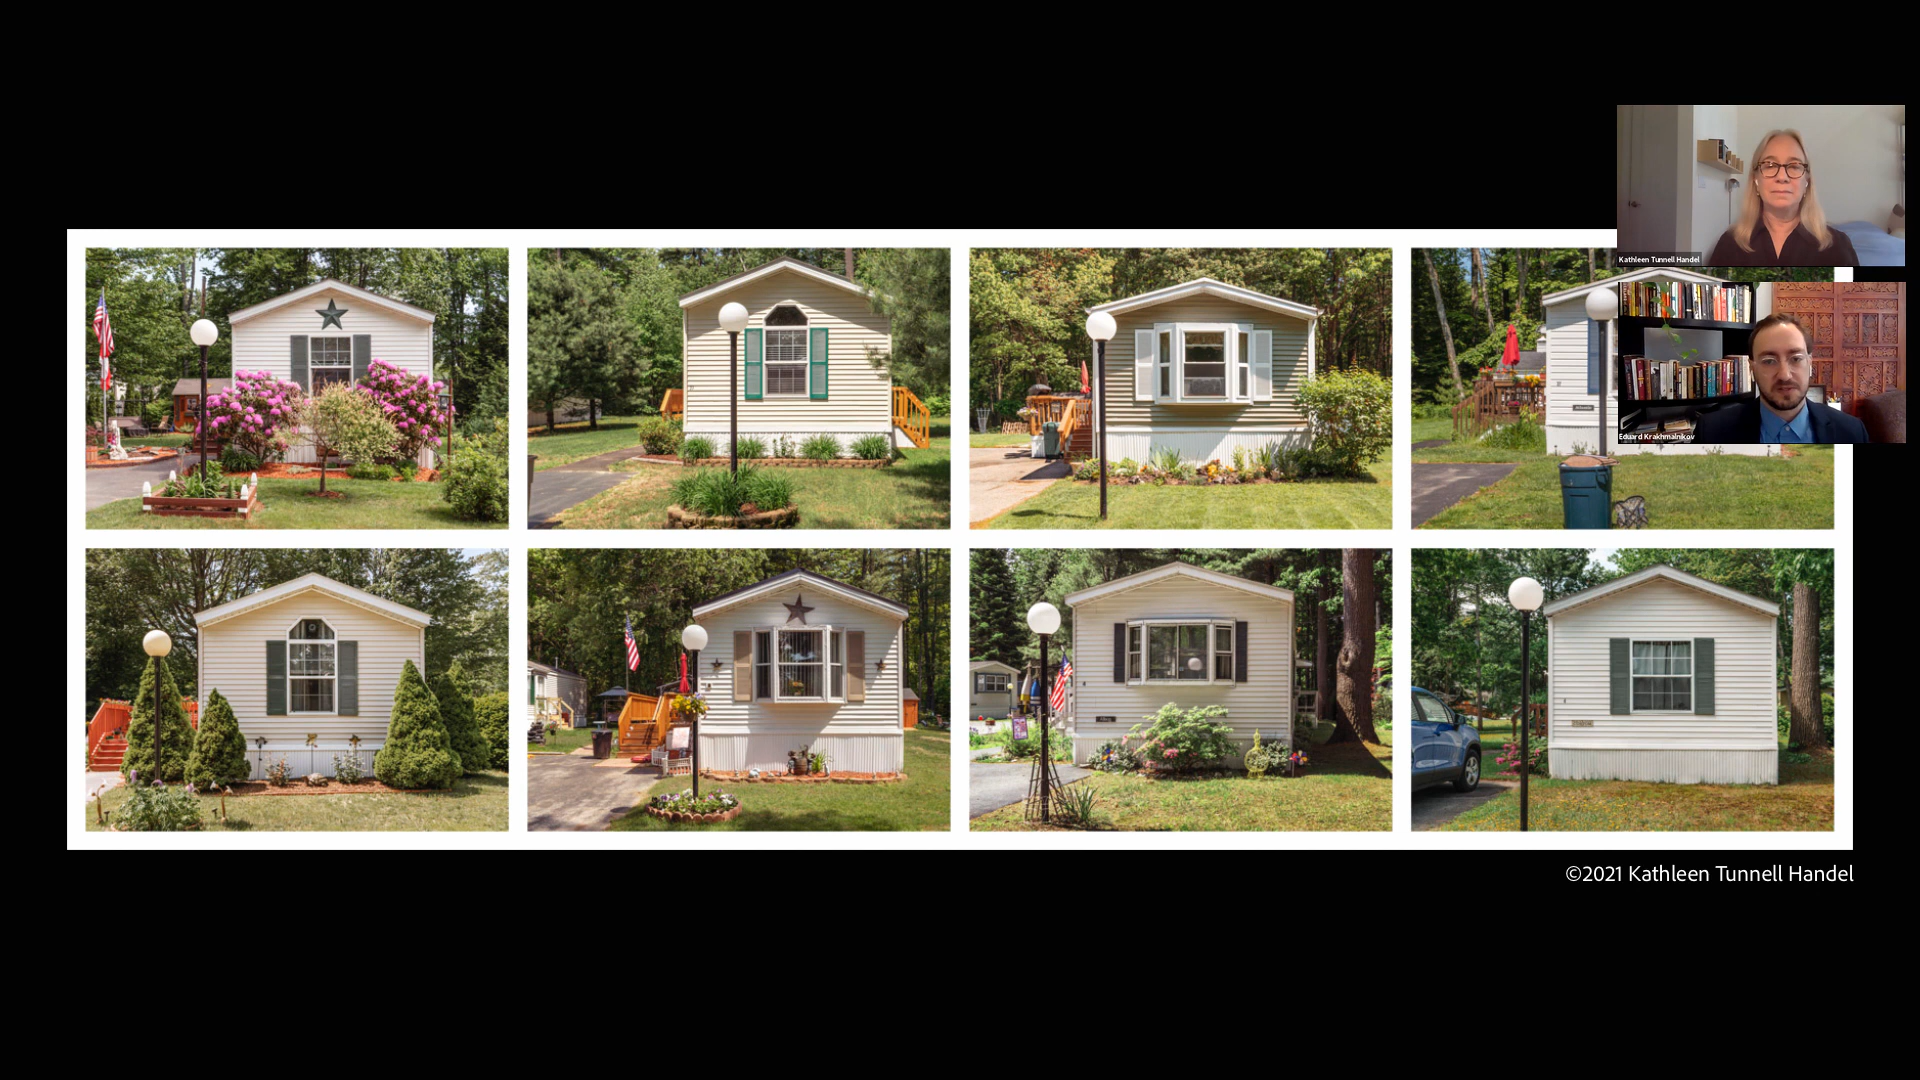 Kathleen Tunnell Handel
Eduard Krakhmalnikov
©2021 Kathleen Tunnell Handel